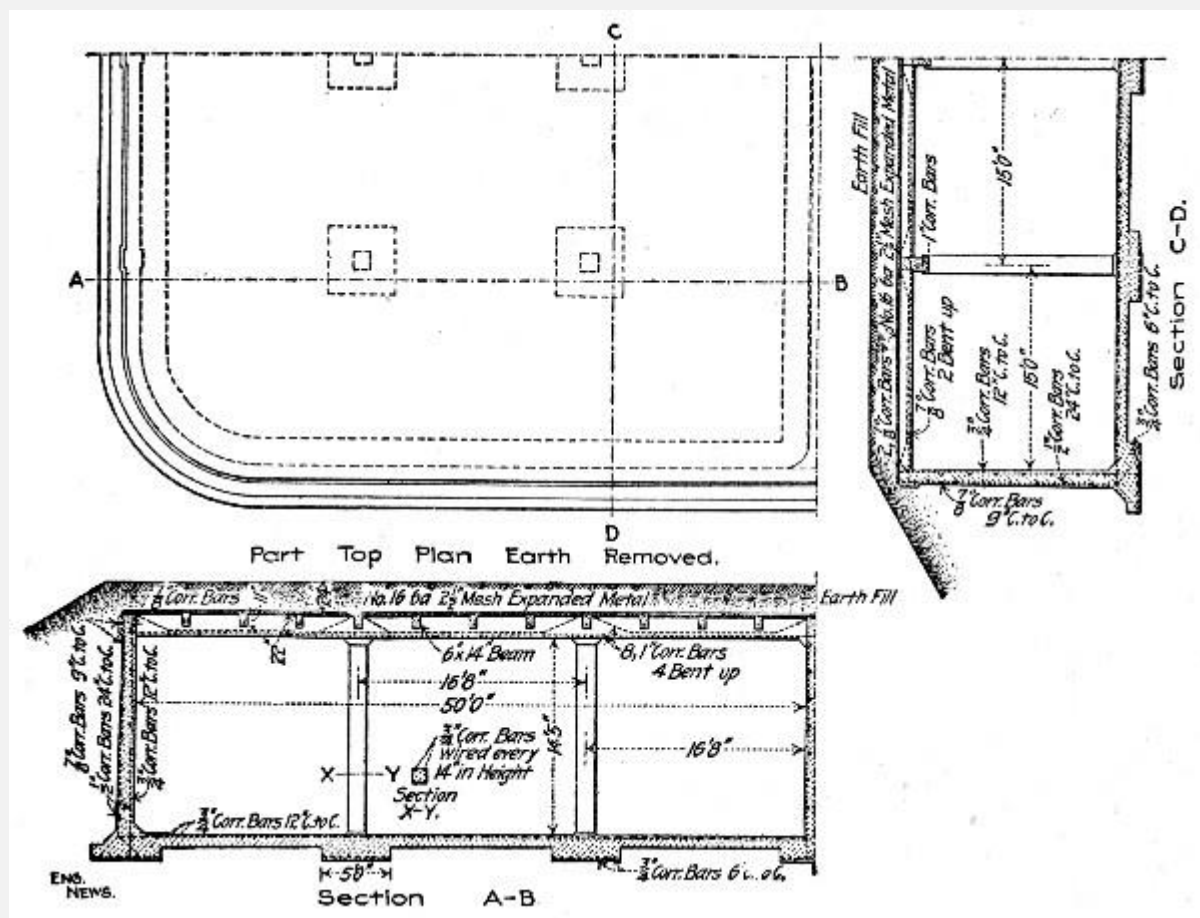 C
A
B
D
Part Top Plan Earth Removed.
Earth Fill
No.16 Ga 2½" Mesh Expanded Metal
1" Corr. Bars
15'0"
2, ⅞" Corr. Bars
⅞" Corr. Bars
2 Bent up
¾" Corr. Bars
12" C. to C.
15'0"
½" Corr. Bars
24" C. to C.
¾" Corr. Bars 6" C. to C.
⅞" Corr. Bars
9" C. to C.
Section C-D.
Corr. Bars
No.16 Ga 2½" Mesh Expanded Metal
Earth Fill
22"
6"x14" Beam
8, 1" Corr. Bars
4 Bent up
16'8"
50'0"
14'5"
16'8"
⅞" Corr. Bars 9" C. to C.
½" Corr. Bars 24" C. to C.
¾" Corr. Bars 12" C. to C.
X
Y
¾" Corr. Bars
wired every
14" in Height
Section
X-Y.
¾" Corr. Bars 12" C. to C.
5'0"
¾" Corr. Bars 6"
ENG.
NEWS.
Section A-B